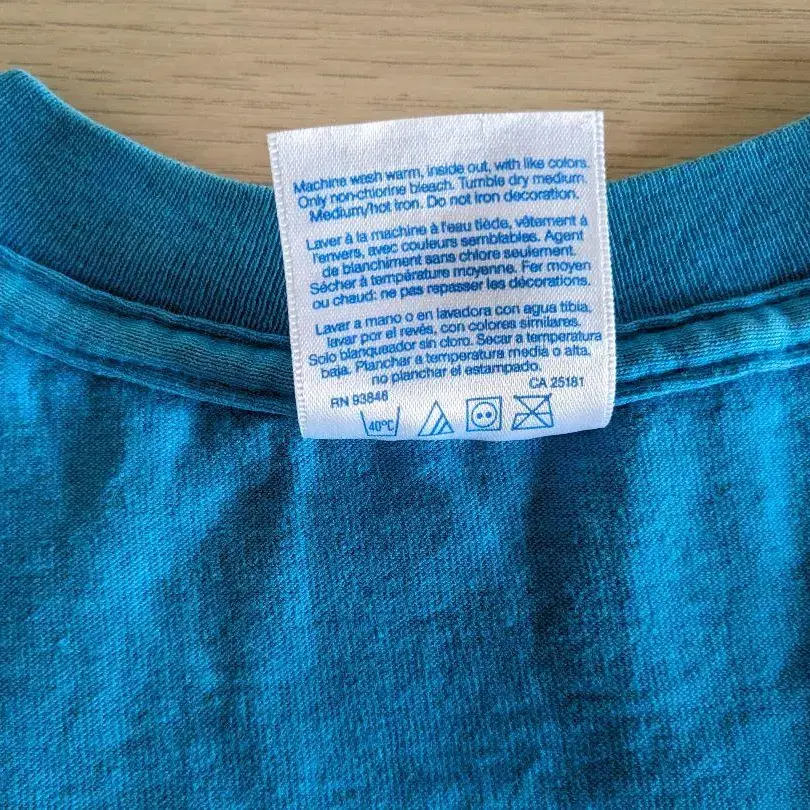 Machine wash warm, inside out, with like colors.
Only non-chlorine bleach. Tumble dry medium.
Medium/hot iron. Do not iron decoration.
Laver à la machine à l'eau tiède, vêtement à
l'envers, avec couleurs semblables. Agent
de blanchiment sans chlore seulement.
Sécher à température moyenne. Fer moyen
ou chaud: ne pas repasser les décorations.
Lavar a mano o en lavadora con agua tibia.
lavar por el revés, con colores similares.
Solo blanqueador sin cloro. Secar a temperatura
baja. Planchar a temperatura media o alta.
no planchar el estampado.
RN 93846 CA 25181
40°C